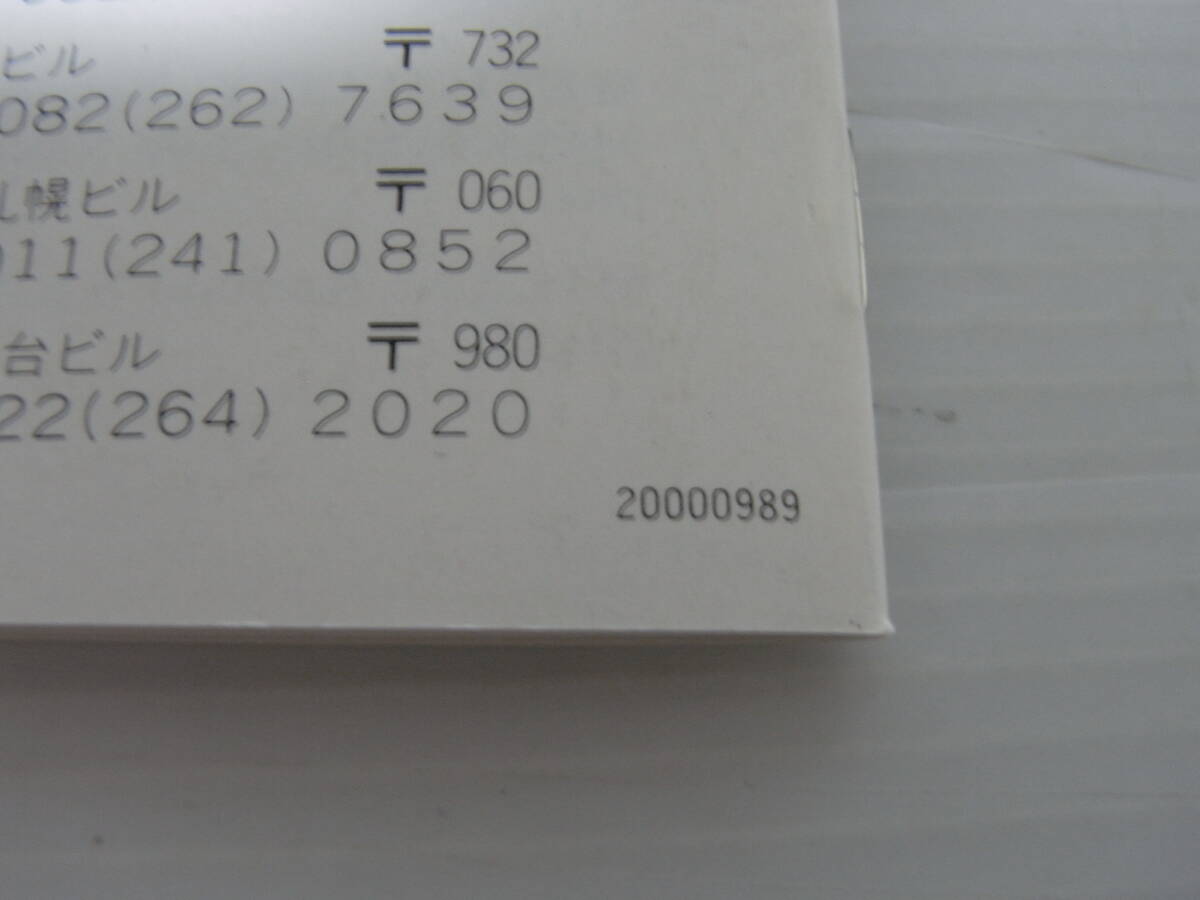 ビル 〒 732
082(262) 7639
札幌ビル 〒 060
011(241) 0852
台ビル 〒 980
22(264) 2020
20000989